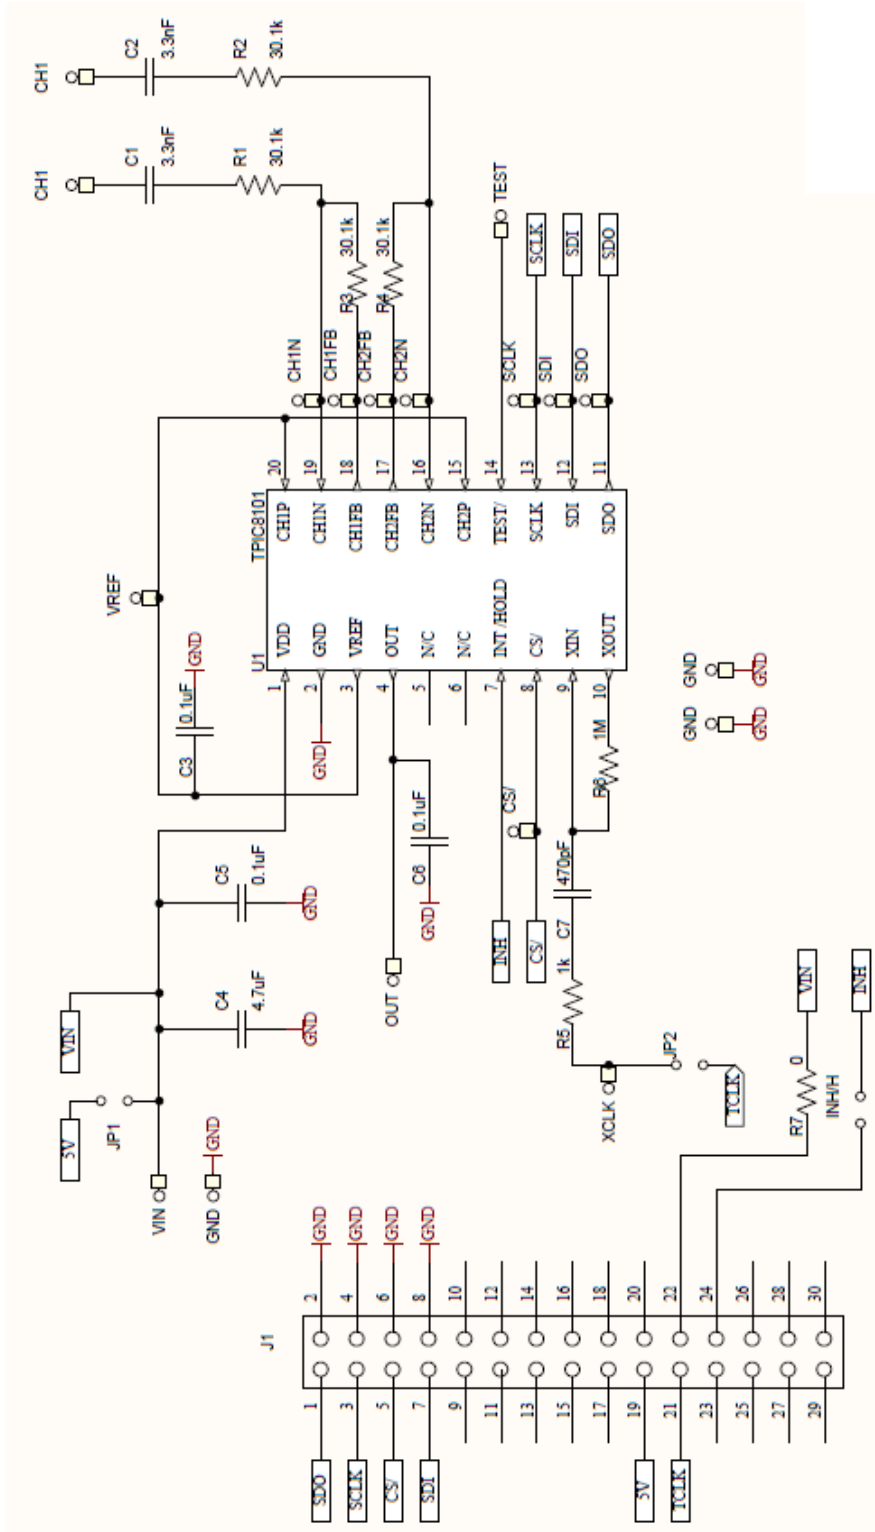 CH1
C2
3.3nF
R2
30.1k
CH1
C1
3.3nF
R1
30.1k
R3
30.1k
R4
30.1k
CH1N
CH1FB
CH2FB
CH2N
TEST
SCLK
SDI
SDO
SCLK
SDI
SDO
VREF
C3
0.1uF
GND
U1
TPIC8101
1
VDD
CH1P
20
2
GND
CH1N
19
3
VREF
CH1FB
18
4
OUT
CH2FB
17
5
N/C
CH2N
16
6
N/C
CH2P
15
7
INT /HOLD
TEST/
14
8
CS/
SCLK
13
9
XIN
SDI
12
10
XOUT
SDO
11
GND
5V
JP1
VIN
VIN
GND
GND
C4
4.7uF
GND
C5
0.1uF
GND
OUT
C6
0.1uF
GND
INH
CS/
CS/
R5
1k
C7
470pF
R6
1M
XCLK
JP2
TCLK
GND
GND
GND
GND
R7
0
VIN
INH/H
INH
J1
SDO
1
2
GND
SCLK
3
4
GND
CS/
5
6
GND
SDI
7
8
GND
9
10
11
12
13
14
15
16
17
18
5V
19
20
TCLK
21
22
23
24
25
26
27
28
29
30